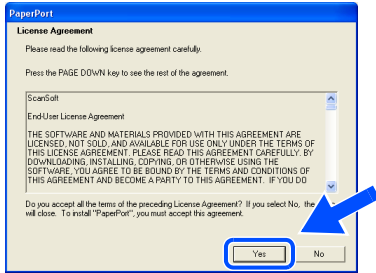 PaperPort
License Agreement
Please read the following license agreement carefully.
Press the PAGE DOWN key to see the rest of the agreement.
ScanSoft
End-User License Agreement
THE SOFTWARE AND MATERIALS PROVIDED WITH THIS AGREEMENT ARE
LICENSED, NOT SOLD, AND AVAILABLE FOR USE ONLY UNDER THE TERMS OF
THIS LICENSE AGREEMENT. PLEASE READ THIS AGREEMENT CAREFULLY. BY
DOWNLOADING, INSTALLING, COPYING, OR OTHERWISE USING THE
SOFTWARE, YOU AGREE TO BE BOUND BY THE TERMS AND CONDITIONS OF
THIS AGREEMENT AND BECOME A PARTY TO THIS AGREEMENT. IF YOU DO
Do you accept all the terms of the preceding License Agreement? If you select No, the
will close. To install "PaperPort", you must accept this agreement.
Yes No